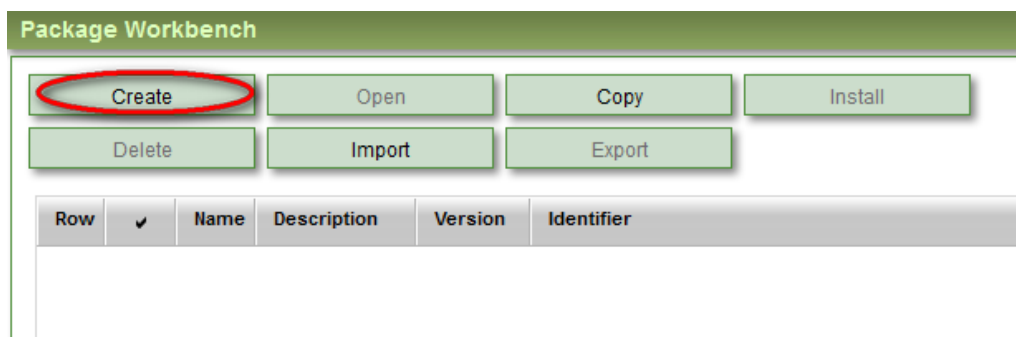 Package Workbench
Create Open Copy Install
Delete Import Export
Row ✔ Name Description Version Identifier